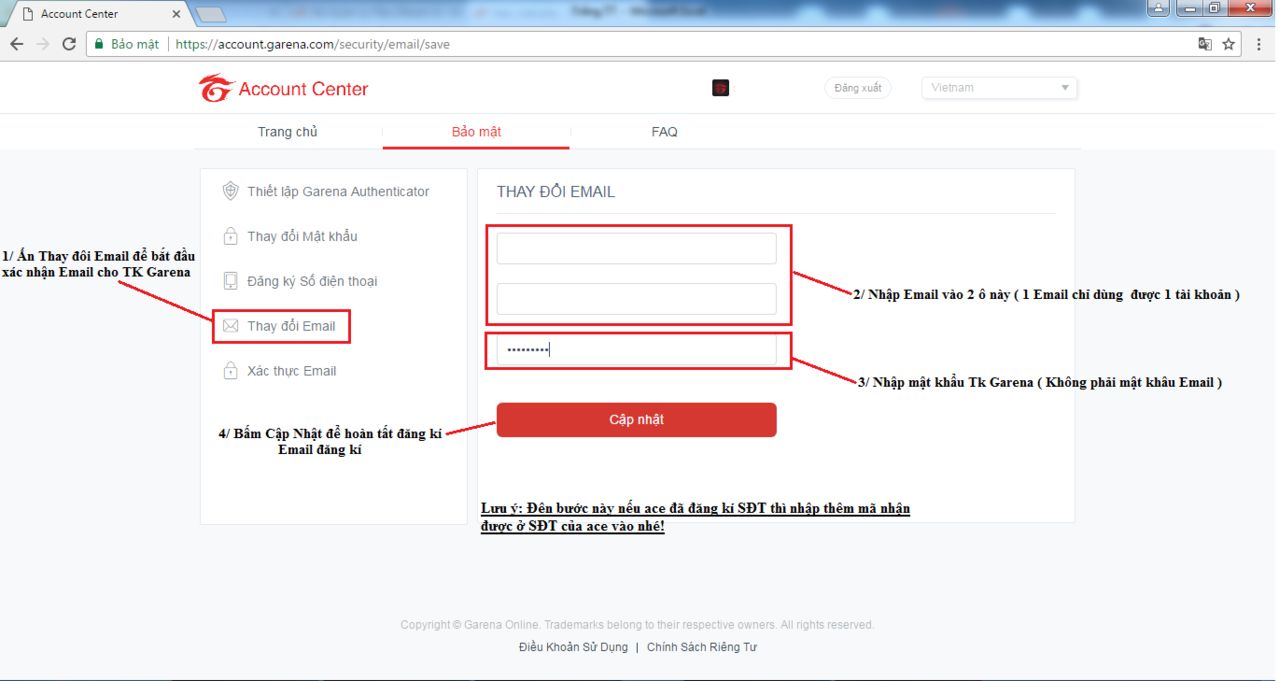 Account Center
Bảo mật
https://account.garena.com/security/email/save
Account Center
Đăng xuất
Vietnam
Trang chủ
Bảo mật
FAQ
Thiết lập Garena Authenticator
Thay đổi Mật khẩu
Đăng ký Số điện thoại
Thay đổi Email
Xác thực Email
THAY ĐỔI EMAIL
1/ Ấn Thay đôi Email để bắt đầu
xác nhận Email cho TK Garena
2/ Nhập Email vào 2 ô này ( 1 Email chỉ dùng được 1 tài khoản )
3/ Nhập mật khẩu Tk Garena ( Không phải mật khâu Email )
Cập nhật
4/ Bấm Cập Nhật để hoàn tất đăng kí
Email đăng kí
Lưu ý: Đên bước này nếu ace đã đăng kí SĐT thì nhập thêm mã nhận
được ở SĐT của ace vào nhé!
Copyright © Garena Online. Trademarks belong to their respective owners. All rights reserved.
Điều Khoản Sử Dụng | Chính Sách Riêng Tư